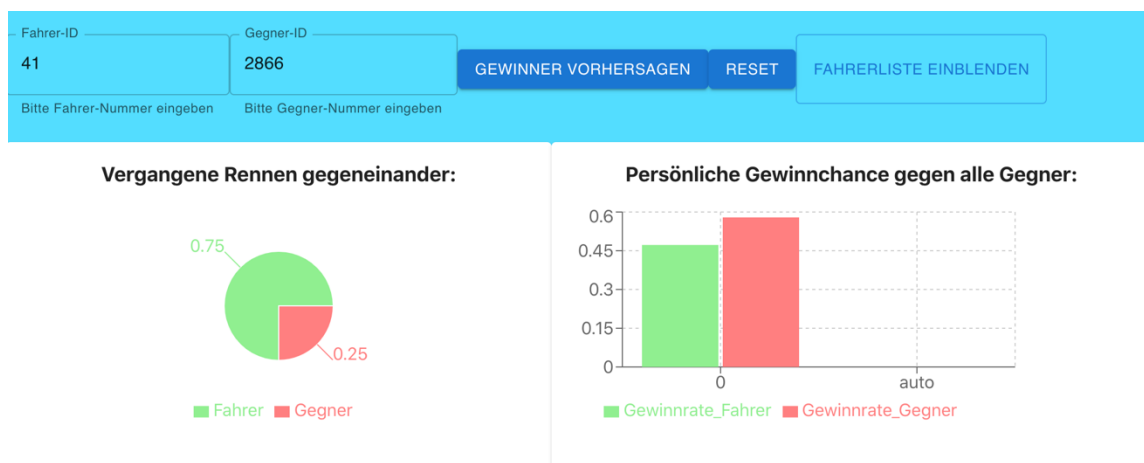 Fahrer-ID
41
Bitte Fahrer-Nummer eingeben
Gegner-ID
2866
Bitte Gegner-Nummer eingeben
GEWINNER VORHERSAGEN
RESET
FAHRERLISTE EINBLENDEN
Vergangene Rennen gegeneinander:
0.75
0.25
Fahrer Gegner
Persönliche Gewinnchance gegen alle Gegner:
0.6
0.45
0.3
0.15
0
0 auto
Gewinnrate_Fahrer Gewinnrate_Gegner